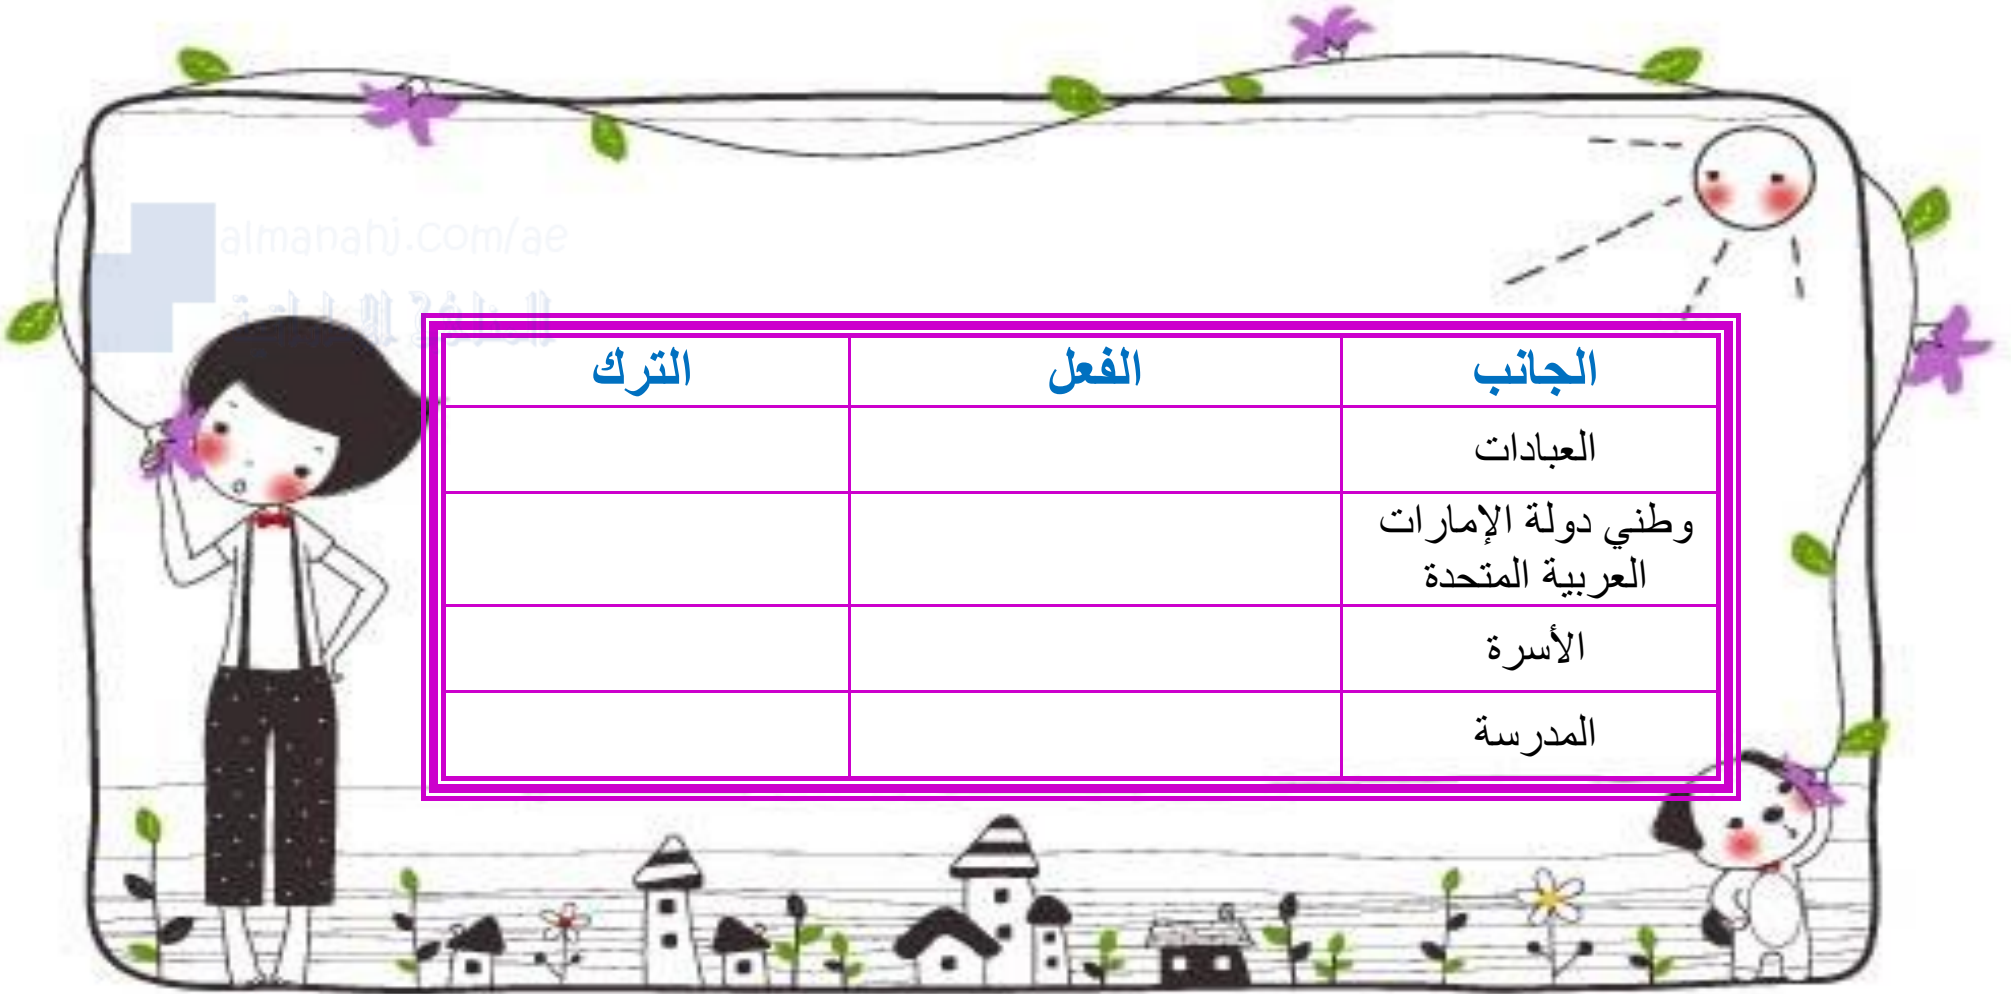 almanahj.com/ae
الجانب الفعل الترك
العبادات
وطني دولة الإمارات
العربية المتحدة
الأسرة
المدرسة